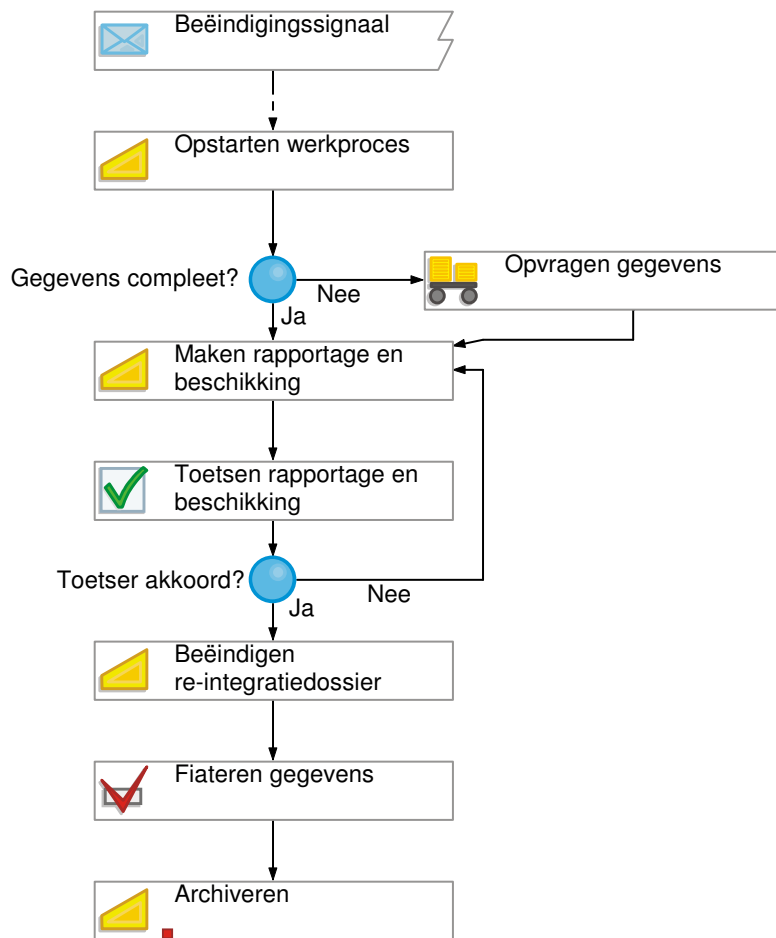 Beëindigingssignaal
Opstarten werkproces
Gegevens compleet?
Nee
Opvragen gegevens
Ja
Maken rapportage en
beschikking
Toetsen rapportage en
beschikking
Toetser akkoord?
Nee
Ja
Beëindigen
re-integratiedossier
Fiateren gegevens
Archiveren